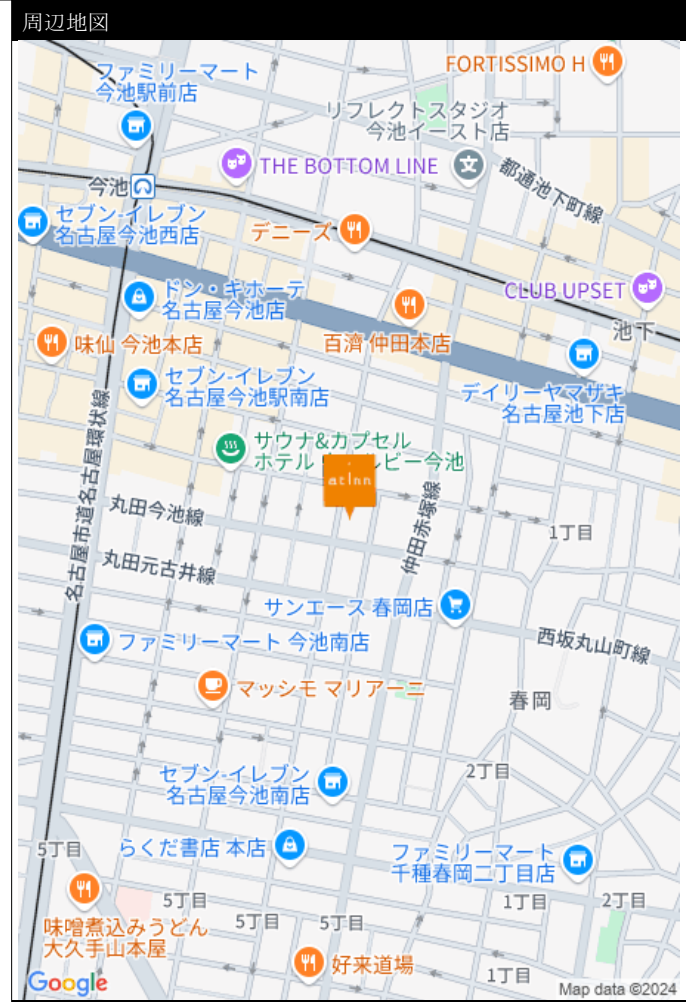 周辺地図
FORTISSIMO H
ファミリーマート
今池駅前店
リフレクトスタジオ
今池イースト店
THE BOTTOM LINE
都通池下町線
今池
セブン-イレブン
名古屋今池西店
デニーズ
CLUB UPSET
ドン・キホーテ
名古屋今池店
池下
味仙 今池本店
百濟 仲田本店
セブン-イレブン
名古屋今池駅南店
デイリーヤマザキ
名古屋池下店
名古屋市道名古屋環状線
サウナ&カプセル
ホテル ウェルビー今池
at inn
丸田今池線
仲田赤塚線
1丁目
丸田元古井線
サンエース 春岡店
ファミリーマート 今池南店
西坂丸山町線
マッシモ マリアーニ
春岡
セブン-イレブン
名古屋今池南店
2丁目
らくだ書店 本店
5丁目
ファミリーマート
千種春岡二丁目店
5丁目
1丁目
2丁目
味噌煮込みうどん
大久手山本屋
5丁目
5丁目
好来道場
1丁目
Google
Map data ©2024